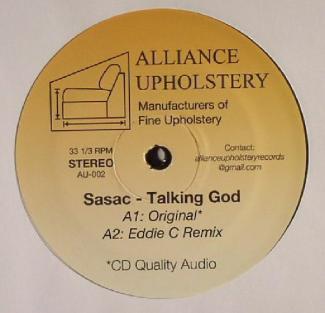 ALLIANCE
UPHOLSTERY
Manufacturers of
Fine Upholstery
33 1/3 RPM
STEREO
AU-002
Contact:
allianceupholsteryrecords
@gmail.com
Sasac - Talking God
A1: Original*
A2: Eddie C Remix
*CD Quality Audio